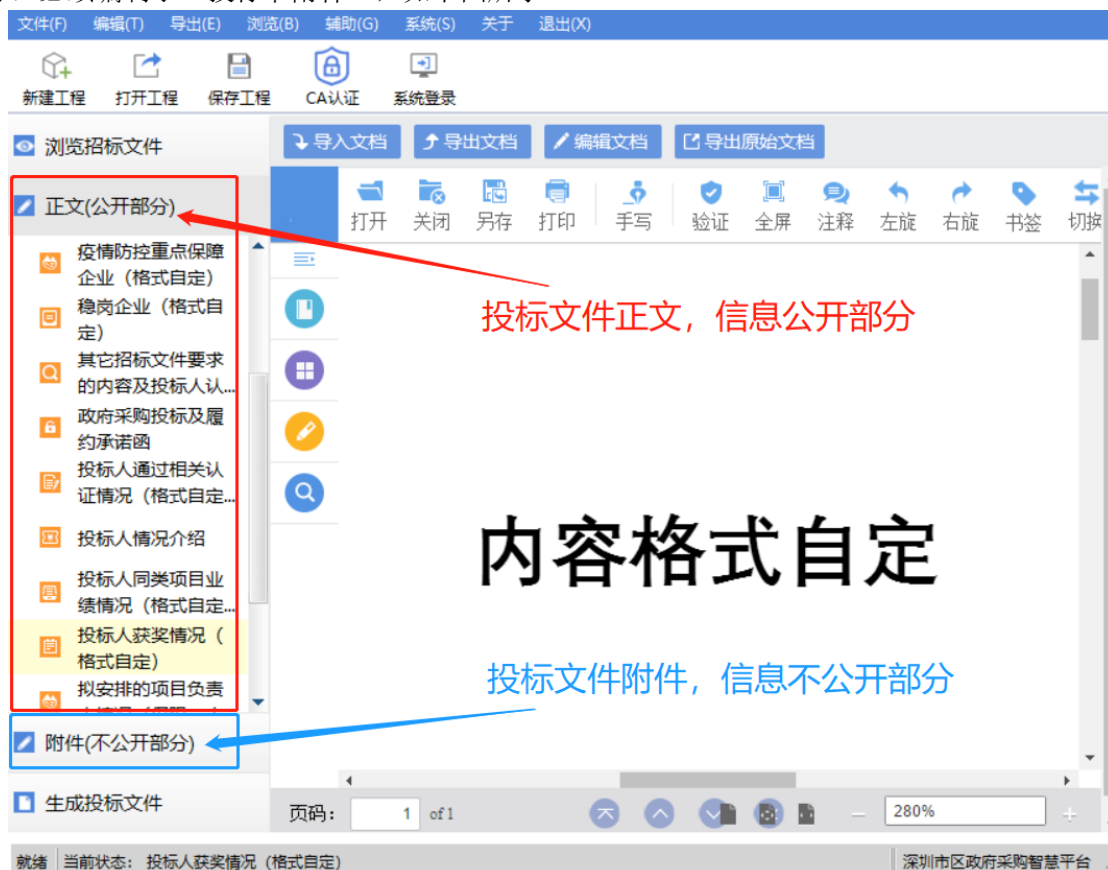 文件(F) 编辑(T) 导出(E) 浏览(B) 辅助(G) 系统(S) 关于 退出(X)
新建工程 打开工程 保存工程 CA认证 系统登录
浏览招标文件
导入文档 导出文档 编辑文档 导出原始文档
正文(公开部分)
打开 关闭 另存 打印 手写 验证 全屏 注释 左旋 右旋 书签 切换
疫情防控重点保障
企业（格式自定）
稳岗企业（格式自
定）
其它招标文件要求
的内容及投标人认...
政府采购投标及履
约承诺函
投标人通过相关认
证情况（格式自定...
投标人情况介绍
投标人同类项目业
绩情况（格式自定...
投标人获奖情况（
格式自定）
拟安排的项目负责
投标文件正文，信息公开部分
内容格式自定
投标文件附件，信息不公开部分
附件(不公开部分)
生成投标文件
页码: 1 of 1
280%
就绪 当前状态: 投标人获奖情况（格式自定） 深圳市区政府采购智慧平台